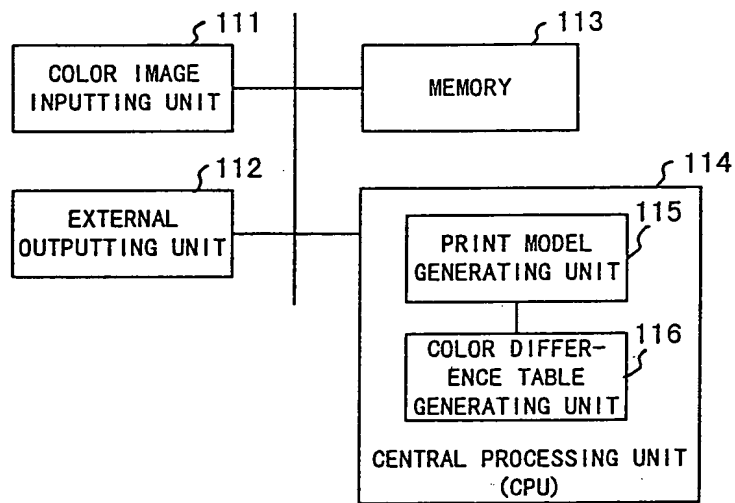 111
COLOR IMAGE
INPUTTING UNIT
113
MEMORY
112
EXTERNAL
OUTPUTTING UNIT
114
115
PRINT MODEL
GENERATING UNIT
116
COLOR DIFFER-
ENCE TABLE
GENERATING UNIT
CENTRAL PROCESSING UNIT
(CPU)